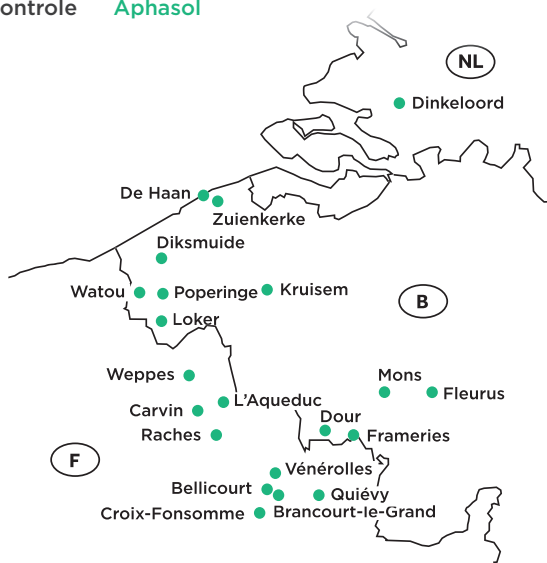 ontrole Aphasol
NL
Dinkeloord
De Haan
Zuienkerke
Diksmuide
Watou
Poperinge
Kruisem
B
Loker
Weppes
Mons
Fleurus
L'Aqueduc
Carvin
Dour
Raches
Frameries
F
Vénérolles
Bellicourt
Quiévy
Croix-Fonsomme
Brancourt-le-Grand